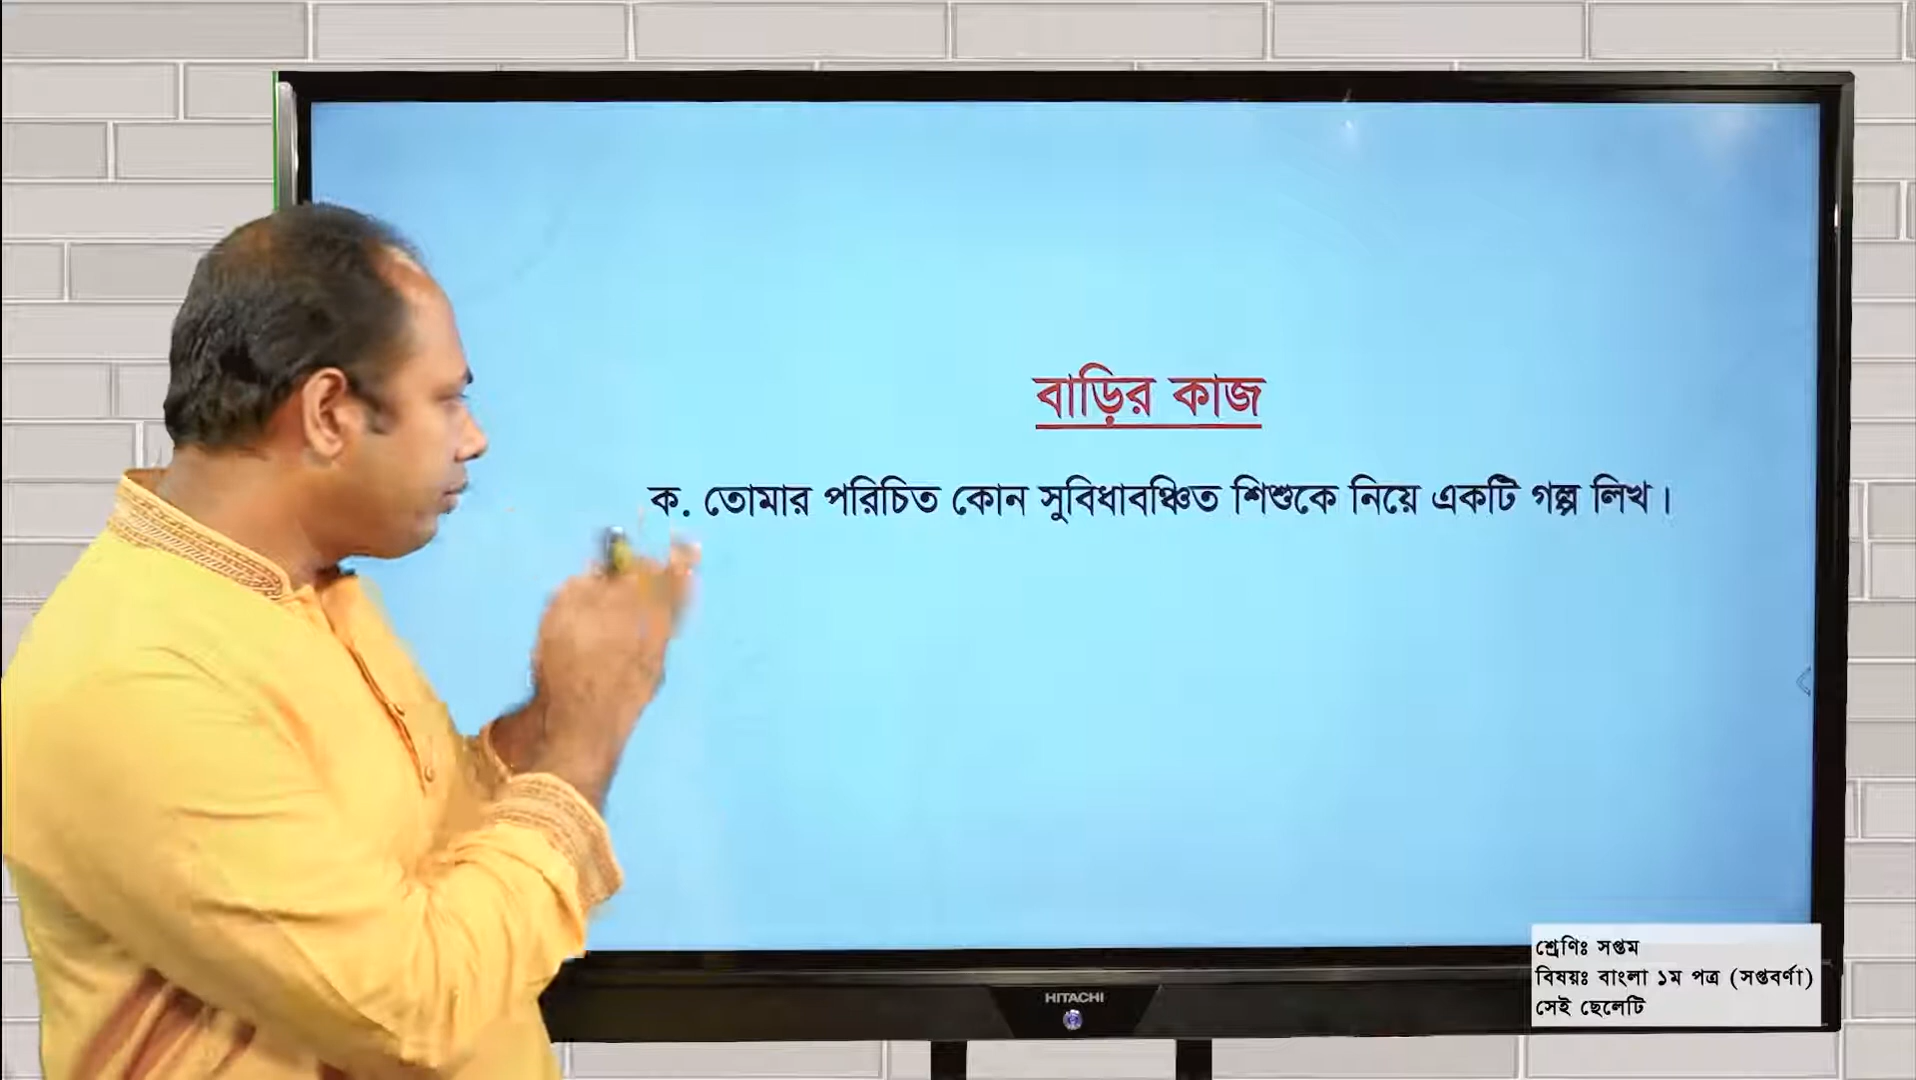 বাড়ির কাজ
ক. তোমার পরিচিত কোন সুবিধাবঞ্চিত শিশুকে নিয়ে একটি গল্প লিখ।
HITACHI
শ্রেণিঃ সপ্তম
বিষয়ঃ বাংলা ১ম পত্র (সপ্তবর্ণা)
সেই ছেলেটি